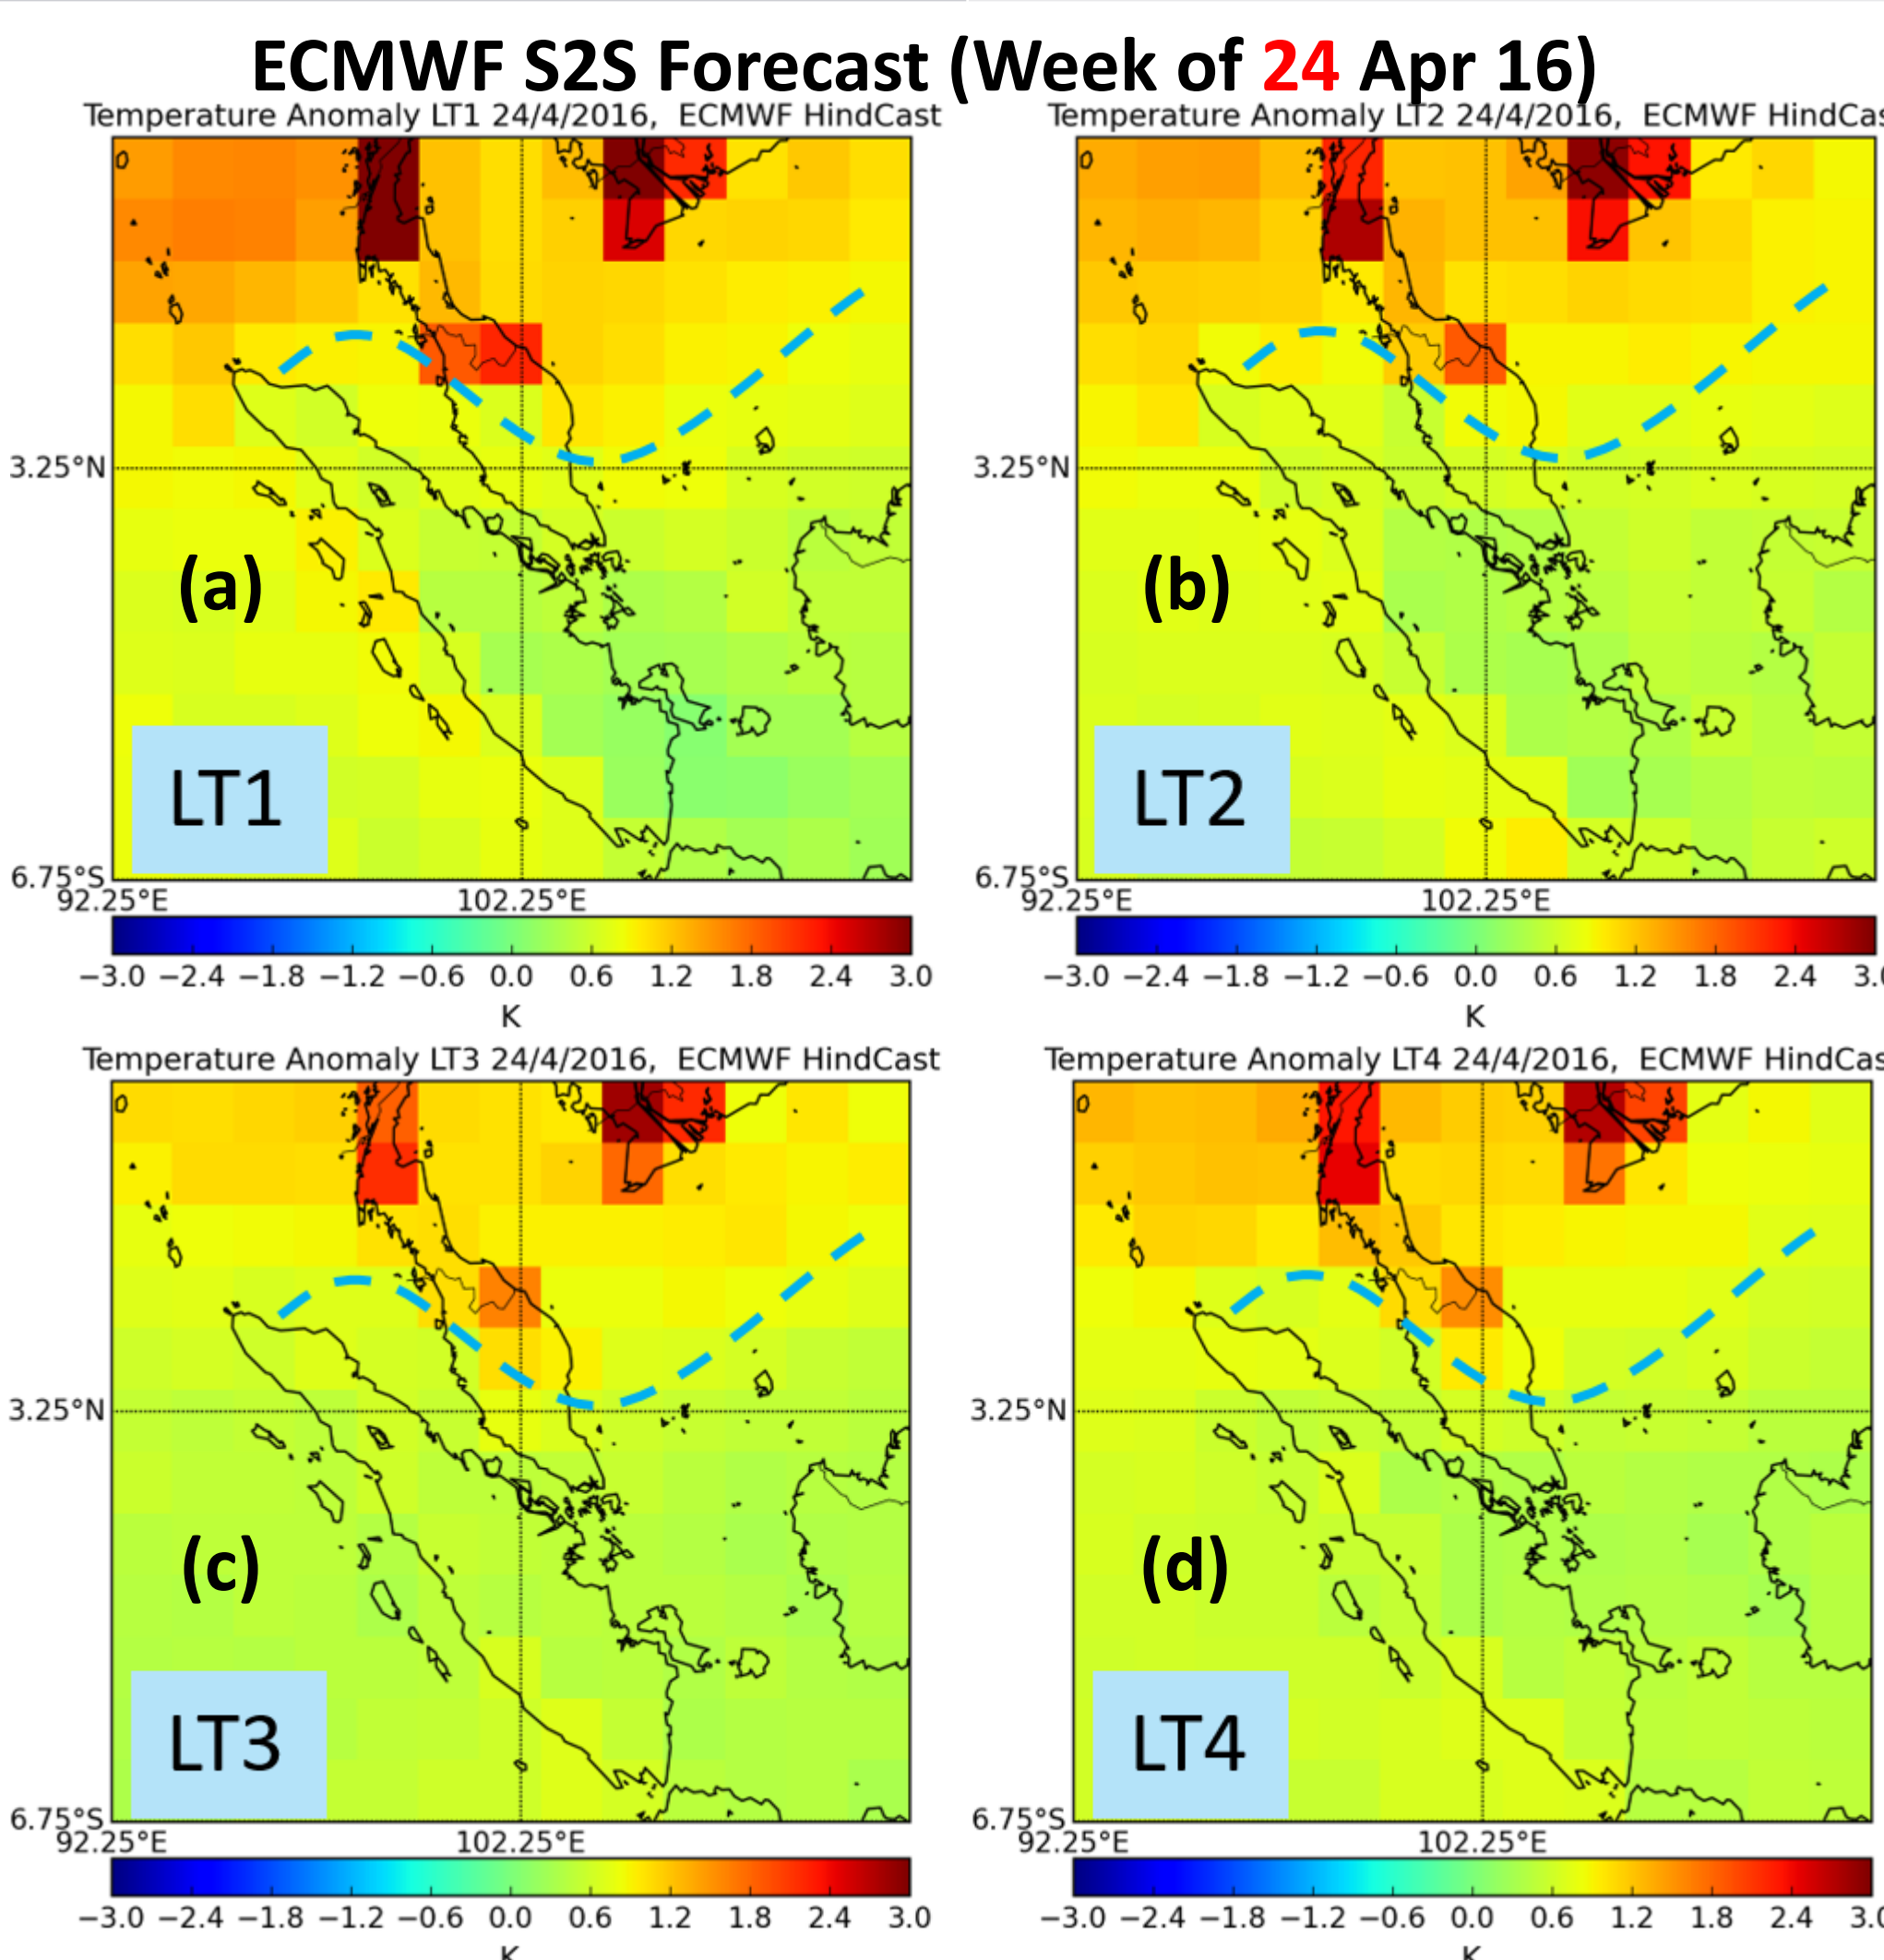 ECMWF S2S Forecast (Week of 24 Apr 16)
Temperature Anomaly LT1 24/4/2016, ECMWF HindCast
Temperature Anomaly LT2 24/4/2016, ECMWF HindCas
3.25°N
3.25°N
(a)
(b)
LT1
LT2
6.75°S
6.75°S
92.25°E 102.25°E
92.25°E 102.25°E
−3.0 −2.4 −1.8 −1.2 −0.6 0.0 0.6 1.2 1.8 2.4 3.0
−3.0 −2.4 −1.8 −1.2 −0.6 0.0 0.6 1.2 1.8 2.4 3.0
K
K
Temperature Anomaly LT3 24/4/2016, ECMWF HindCast
Temperature Anomaly LT4 24/4/2016, ECMWF HindCas
3.25°N
3.25°N
(c)
(d)
LT3
LT4
6.75°S
6.75°S
92.25°E 102.25°E
92.25°E 102.25°E
−3.0 −2.4 −1.8 −1.2 −0.6 0.0 0.6 1.2 1.8 2.4 3.0
−3.0 −2.4 −1.8 −1.2 −0.6 0.0 0.6 1.2 1.8 2.4 3.0
K
K